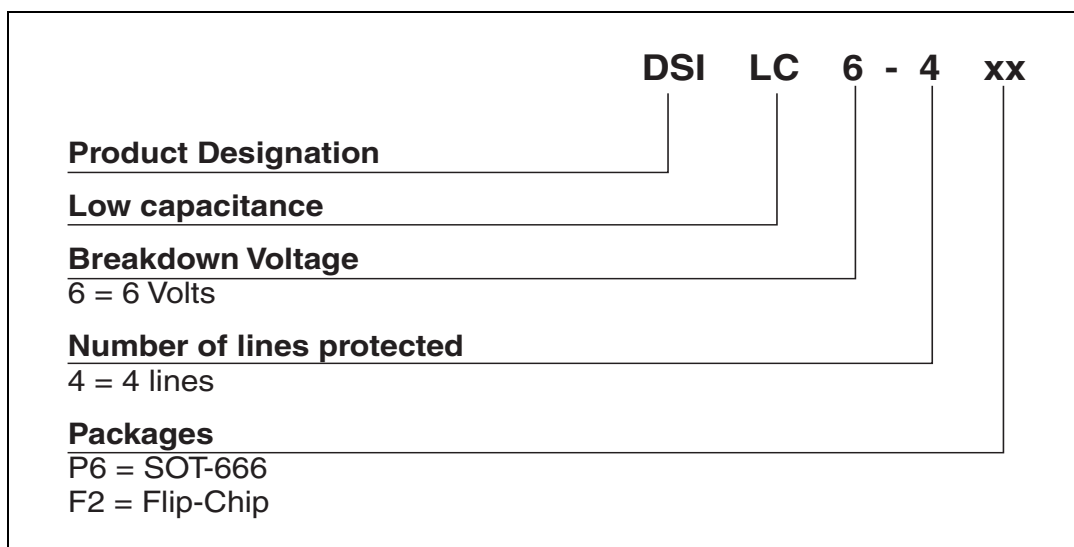 DSI LC 6 - 4 xx
Product Designation
Low capacitance
Breakdown Voltage
6 = 6 Volts
Number of lines protected
4 = 4 lines
Packages
P6 = SOT-666
F2 = Flip-Chip